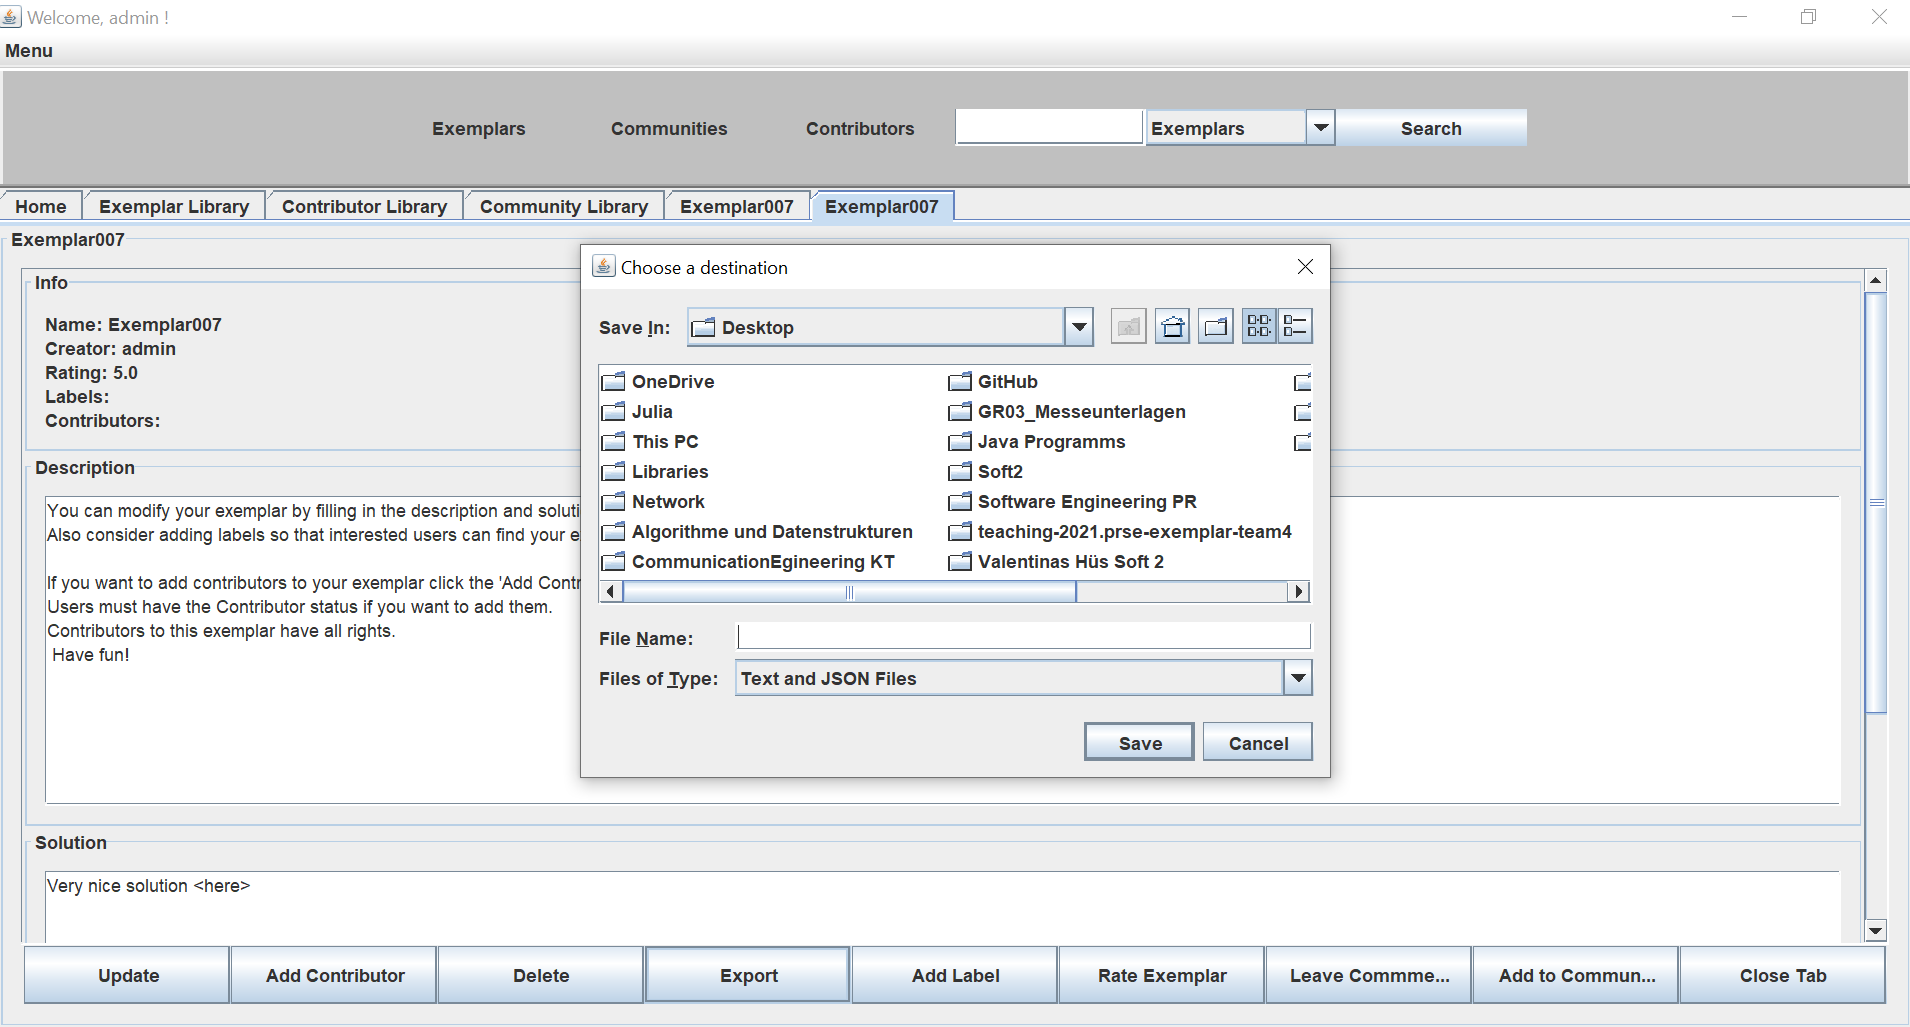 Welcome, admin !
Menu
Exemplars Communities Contributors Exemplars Search
Home Exemplar Library Contributor Library Community Library Exemplar007 Exemplar007
Exemplar007
Info
Name: Exemplar007
Creator: admin
Rating: 5.0
Labels:
Contributors:
Description
You can modify your exemplar by filling in the description and soluti
Also consider adding labels so that interested users can find your e
If you want to add contributors to your exemplar click the 'Add Contr
Users must have the Contributor status if you want to add them.
Contributors to this exemplar have all rights.
Have fun!
Solution
Very nice solution <here>
Choose a destination
Save In: Desktop
OneDrive
Julia
This PC
Libraries
Network
Algorithme und Datenstrukturen
CommunicationEgineering KT
GitHub
GR03_Messeunterlagen
Java Programms
Soft2
Software Engineering PR
teaching-2021.prse-exemplar-team4
Valentinas Hüs Soft 2
File Name:
Files of Type: Text and JSON Files
Save Cancel
Update Add Contributor Delete Export Add Label Rate Exemplar Leave Commme... Add to Commun... Close Tab